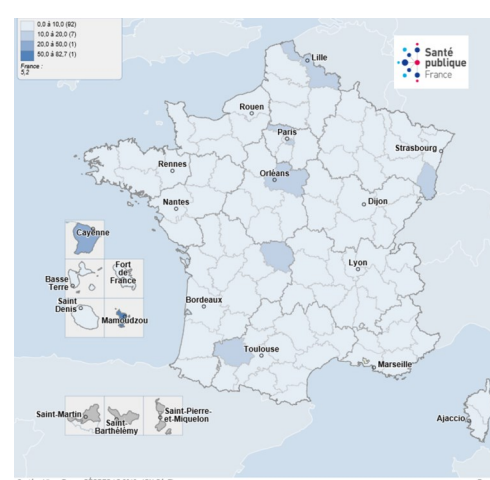 0,0 à 10,0 (92)
10,0 à 20,0 (7)
20,0 à 50,0 (1)
50,0 à 82,7 (1)
France :
5,2
Santé
publique
France
Lille
Rouen
Paris
Strasbourg
Rennes
Orléans
Nantes
Dijon
Cayenne
Fort
de
France
Basse
Terre
Saint
Denis
Mamoudzou
Lyon
Bordeaux
Toulouse
Marseille
Saint-Martin
Saint-
Barthélémy
Saint-Pierre
et-Miquelon
Ajaccio